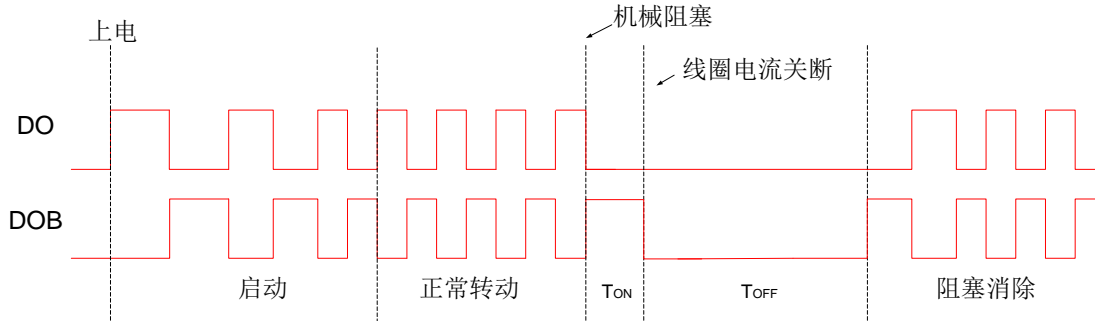 上电
机械阻塞
线圈电流关断
DO
DOB
启动
正常转动
TON
TOFF
阻塞消除